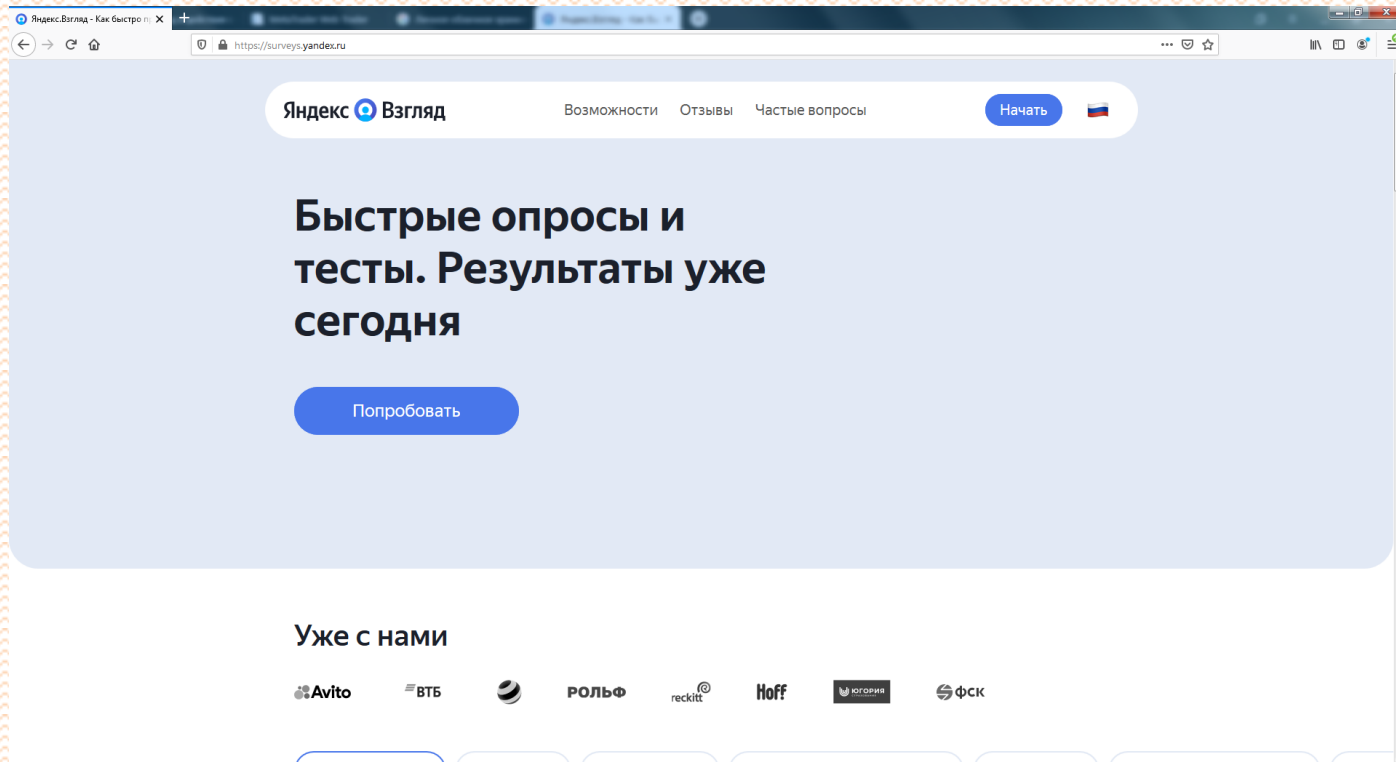 Яндекс.Взгляд - Как быстро п
https://surveys.yandex.ru
Яндекс Взгляд
Возможности Отзывы Частые вопросы
Начать
Быстрые опросы и
тесты. Результаты уже
сегодня
Попробовать
Уже с нами
Avito ВТБ РОЛЬФ reckitt Hoff ЮГОРИЯ фск